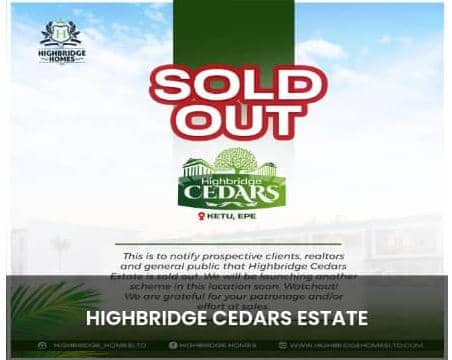 HIGHBRIDGE
HOMES
SOLD
OUT
Highbridge
CEDARS
KETU, EPE
This is to notify prospective clients, realtors
and general public that Highbridge Cedars
Estate is sold out. We will be launching another
scheme in this location soon. Watchout!
We are grateful for your patronage and/or
effort at sales.
HIGHBRIDGE CEDARS ESTATE
HIGHBRIDGE_HOMESLTD
HIGHBRIDGE HOMES
WWW.HIGHBRIDGEHOMESLTD.COM